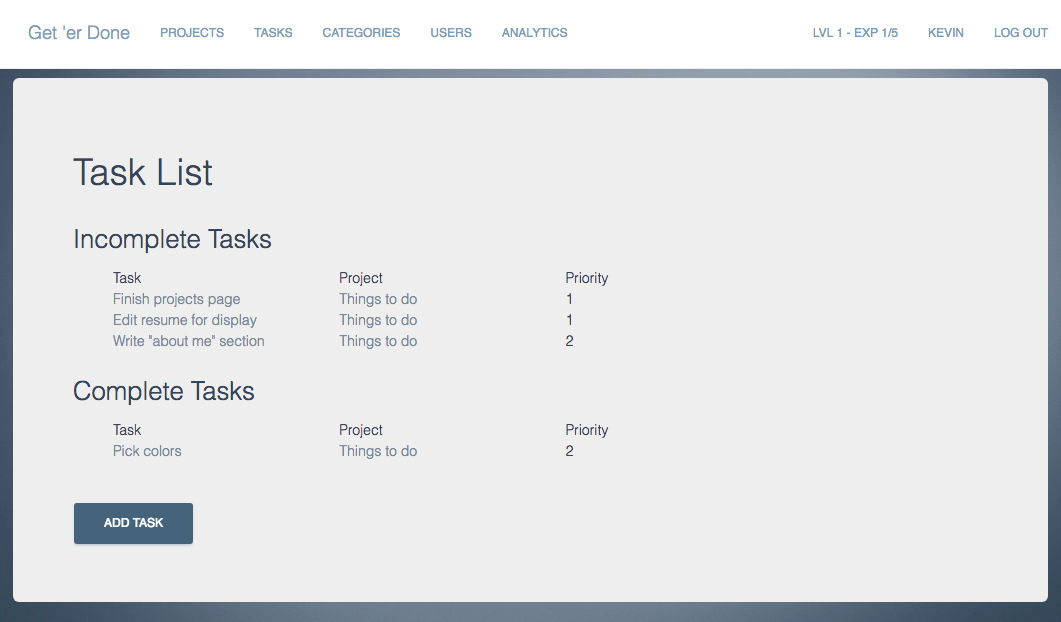 Get 'er Done PROJECTS TASKS CATEGORIES USERS ANALYTICS LVL 1 - EXP 1/5 KEVIN LOG OUT
Task List
Incomplete Tasks
Task Project Priority
Finish projects page Things to do 1
Edit resume for display Things to do 1
Write "about me" section Things to do 2
Complete Tasks
Task Project Priority
Pick colors Things to do 2
ADD TASK